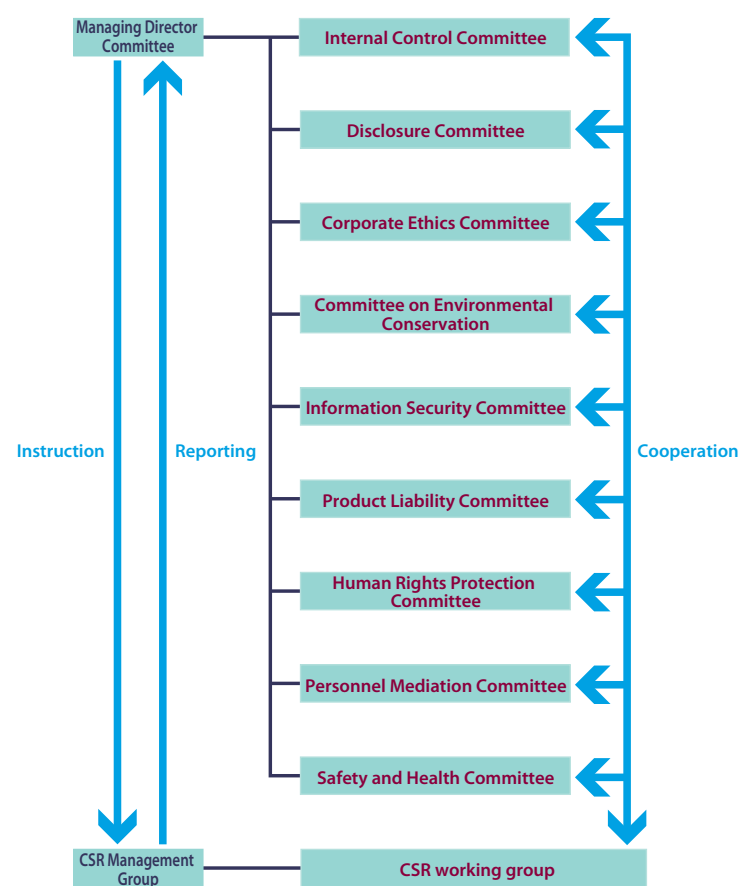 Managing Director
Committee
Internal Control Committee
Disclosure Committee
Corporate Ethics Committee
Committee on Environmental
Conservation
Information Security Committee
Instruction
Reporting
Cooperation
Product Liability Committee
Human Rights Protection
Committee
Personnel Mediation Committee
Safety and Health Committee
CSR Management
Group
CSR working group